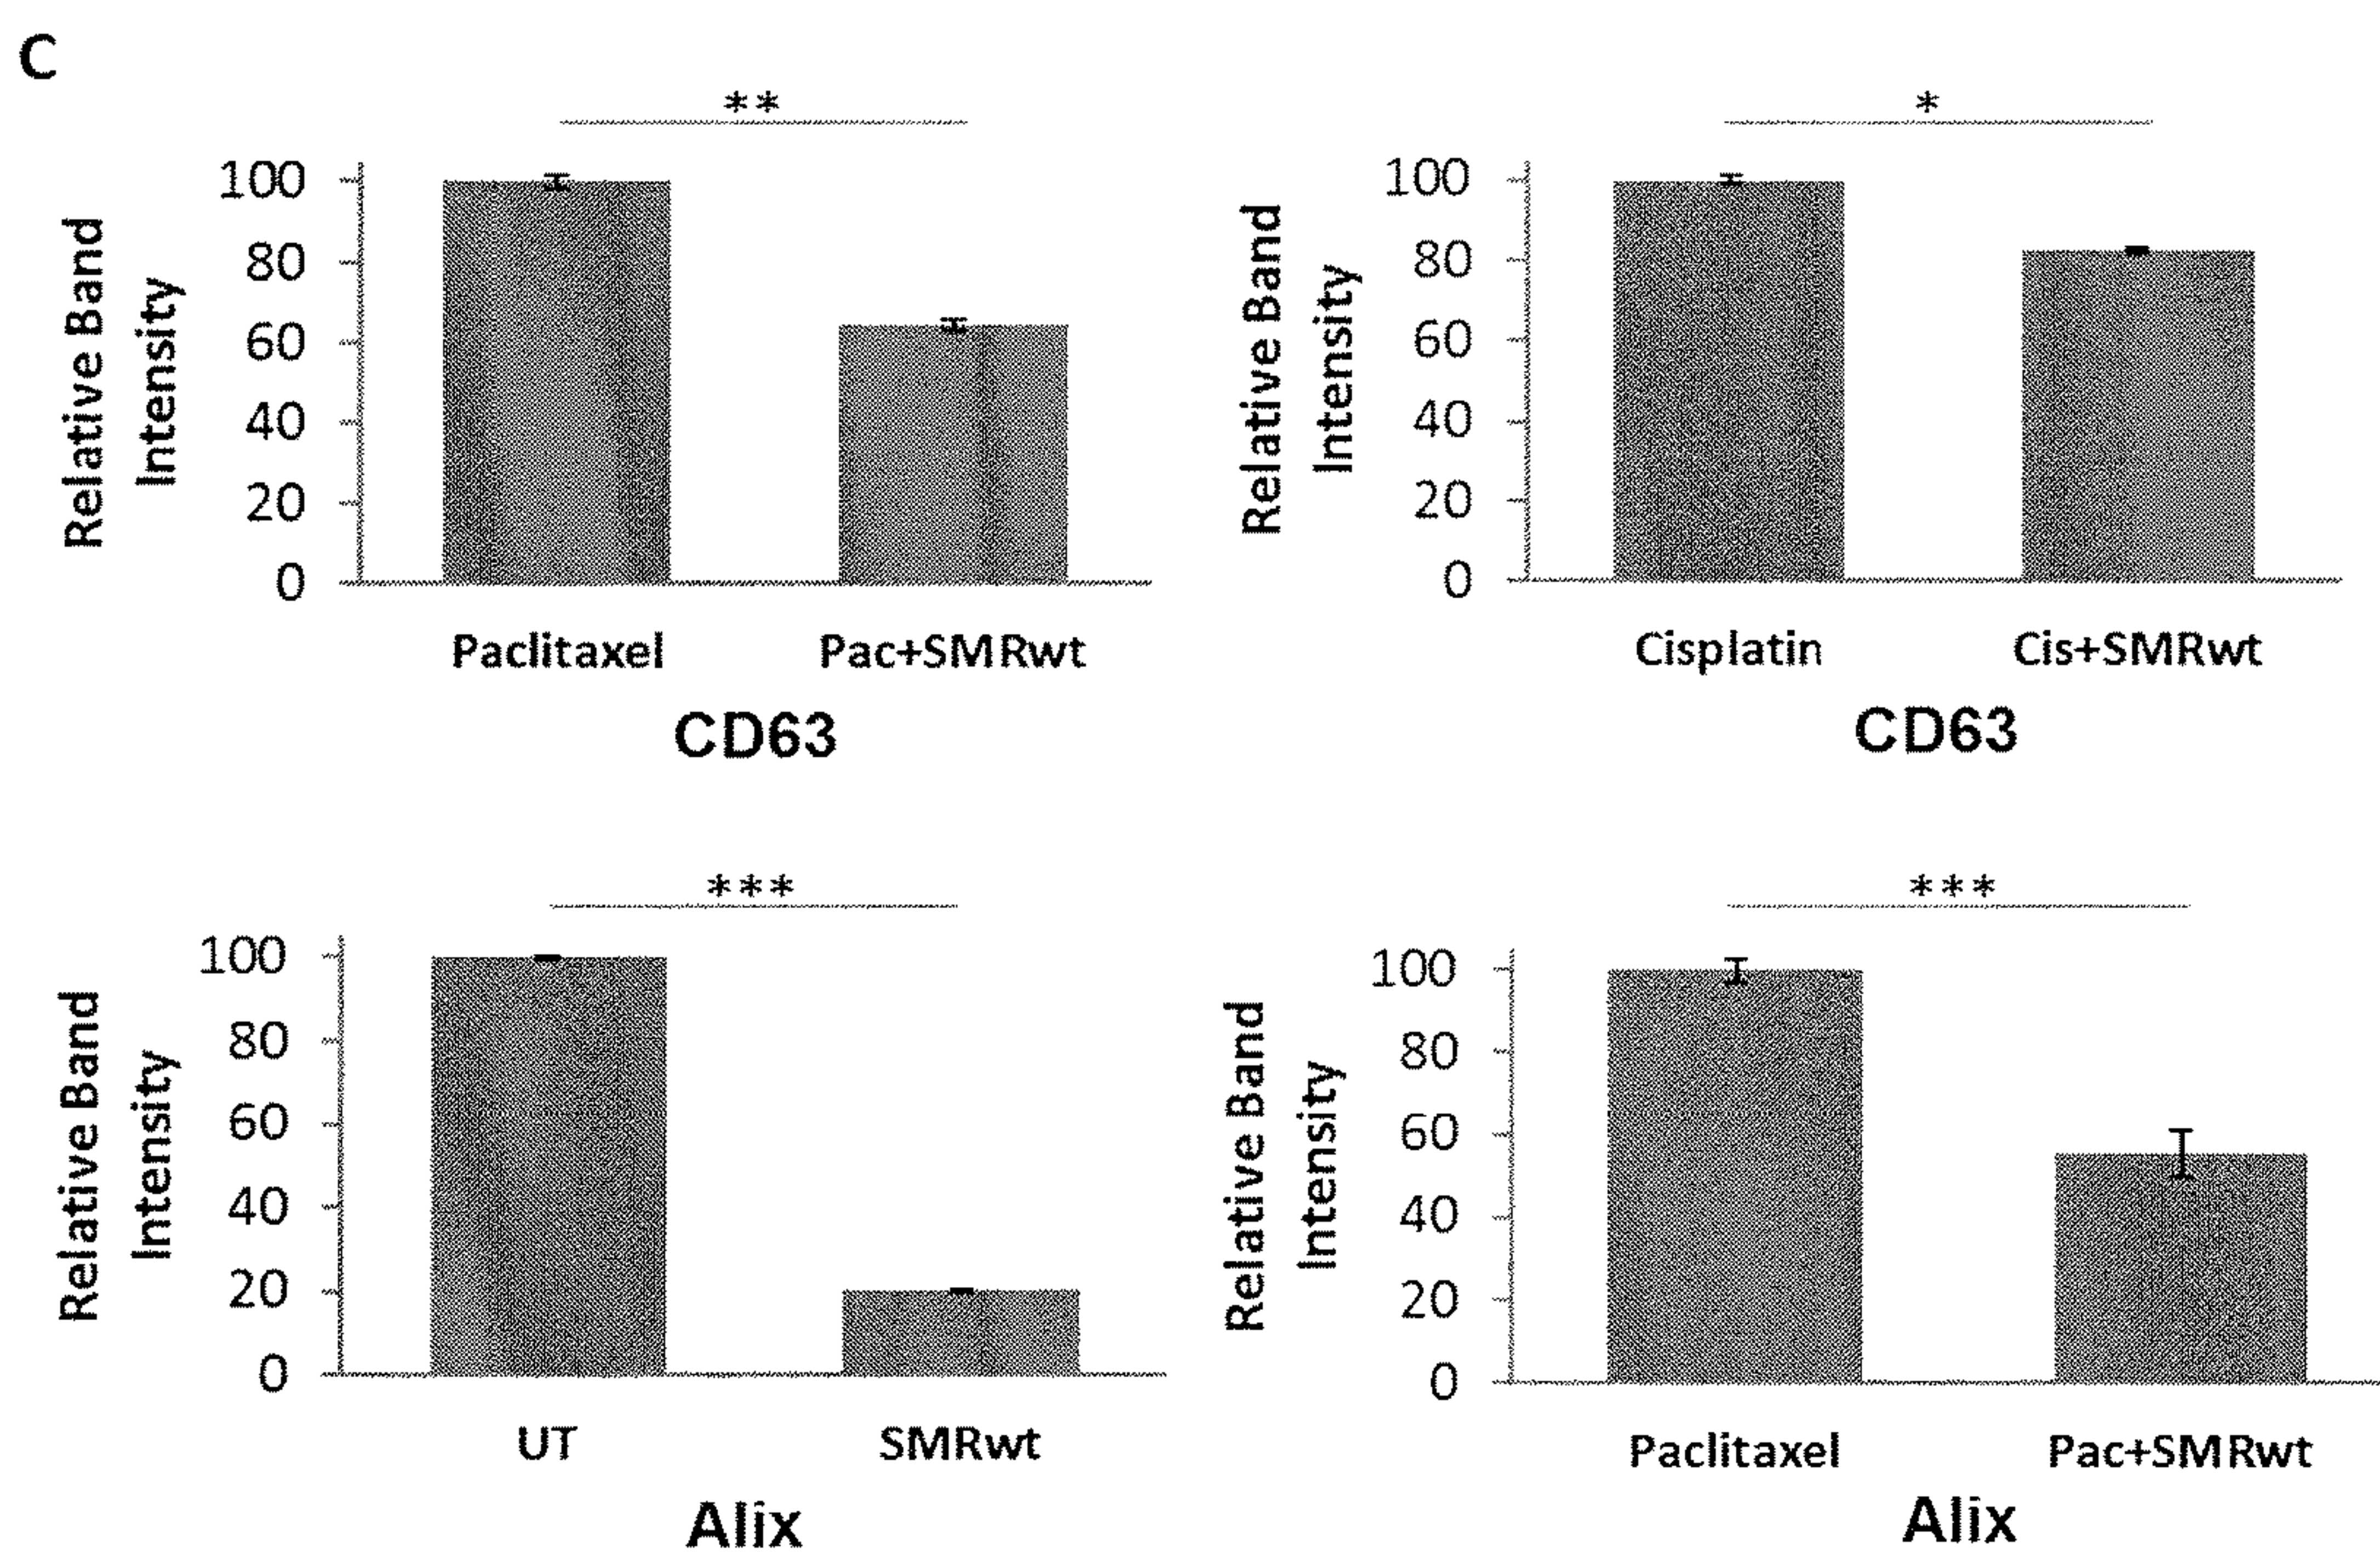 C
**
Relative Band
Intensity
100
80
60
40
20
0
Paclitaxel
Pac+SMRwt
CD63
*
Relative Band
Intensity
100
80
60
40
20
0
Cisplatin
Cis+SMRwt
CD63
***
Relative Band
Intensity
100
80
60
40
20
0
UT
SMRwt
Alix
***
Relative Band
Intensity
100
80
60
40
20
0
Paclitaxel
Pac+SMRwt
Alix